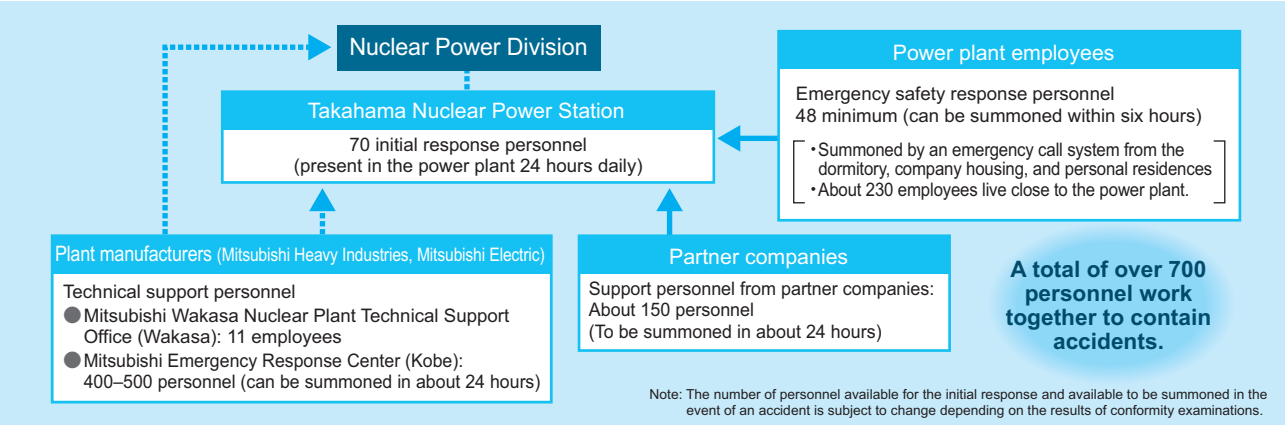 Nuclear Power Division
Takahama Nuclear Power Station
70 initial response personnel
(present in the power plant 24 hours daily)
Power plant employees
Emergency safety response personnel
48 minimum (can be summoned within six hours)
・Summoned by an emergency call system from the
dormitory, company housing, and personal residences
・About 230 employees live close to the power plant.
Plant manufacturers (Mitsubishi Heavy Industries, Mitsubishi Electric)
Technical support personnel
●Mitsubishi Wakasa Nuclear Plant Technical Support
Office (Wakasa): 11 employees
●Mitsubishi Emergency Response Center (Kobe):
400–500 personnel (can be summoned in about 24 hours)
Partner companies
Support personnel from partner companies:
About 150 personnel
(To be summoned in about 24 hours)
A total of over 700
personnel work
together to contain
accidents.
Note: The number of personnel available for the initial response and available to be summoned in the
event of an accident is subject to change depending on the results of conformity examinations.